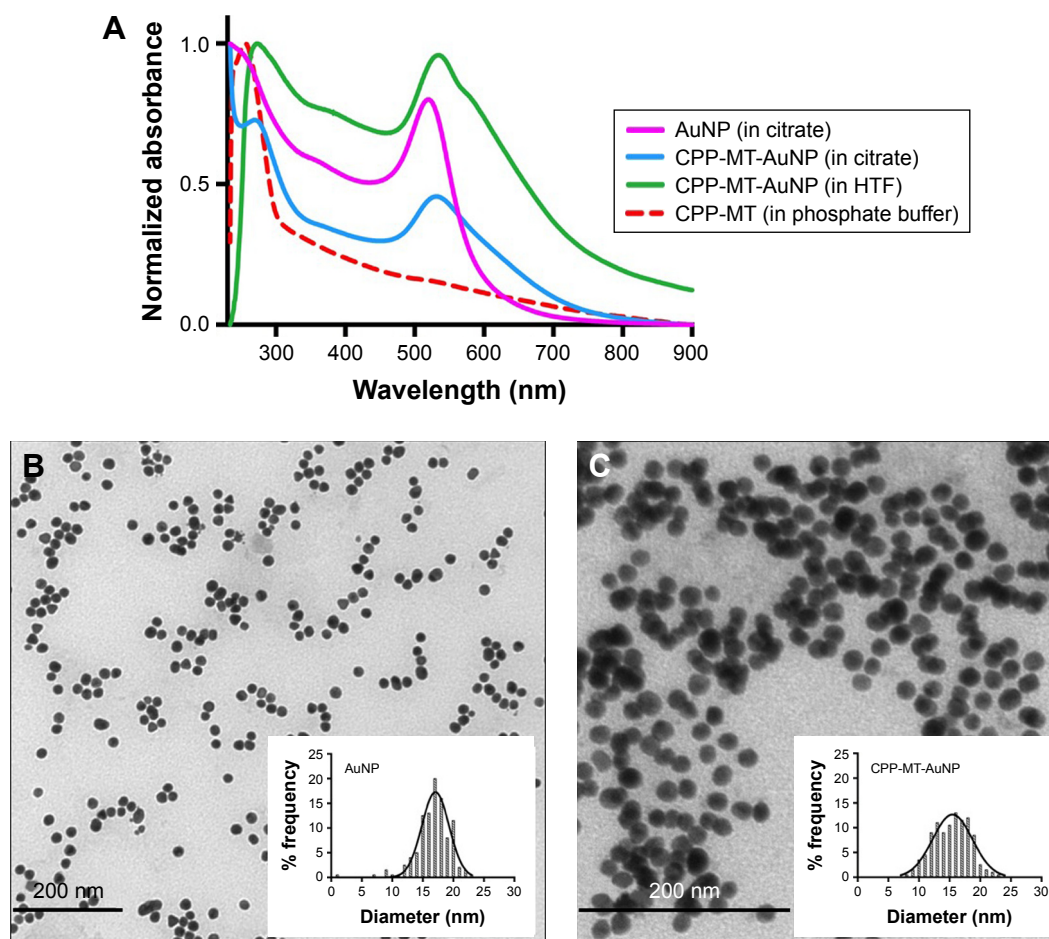 A
Normalized absorbance
1.0
0.5
0.0
300 400 500 600 700 800 900
Wavelength (nm)
AuNP (in citrate)
CPP-MT-AuNP (in citrate)
CPP-MT-AuNP (in HTF)
CPP-MT (in phosphate buffer)
B
200 nm
% frequency
25
20
15
10
5
0
AuNP
0 5 10 15 20 25 30
Diameter (nm)
C
200 nm
% frequency
25
20
15
10
5
0
CPP-MT-AuNP
0 5 10 15 20 25 30
Diameter (nm)